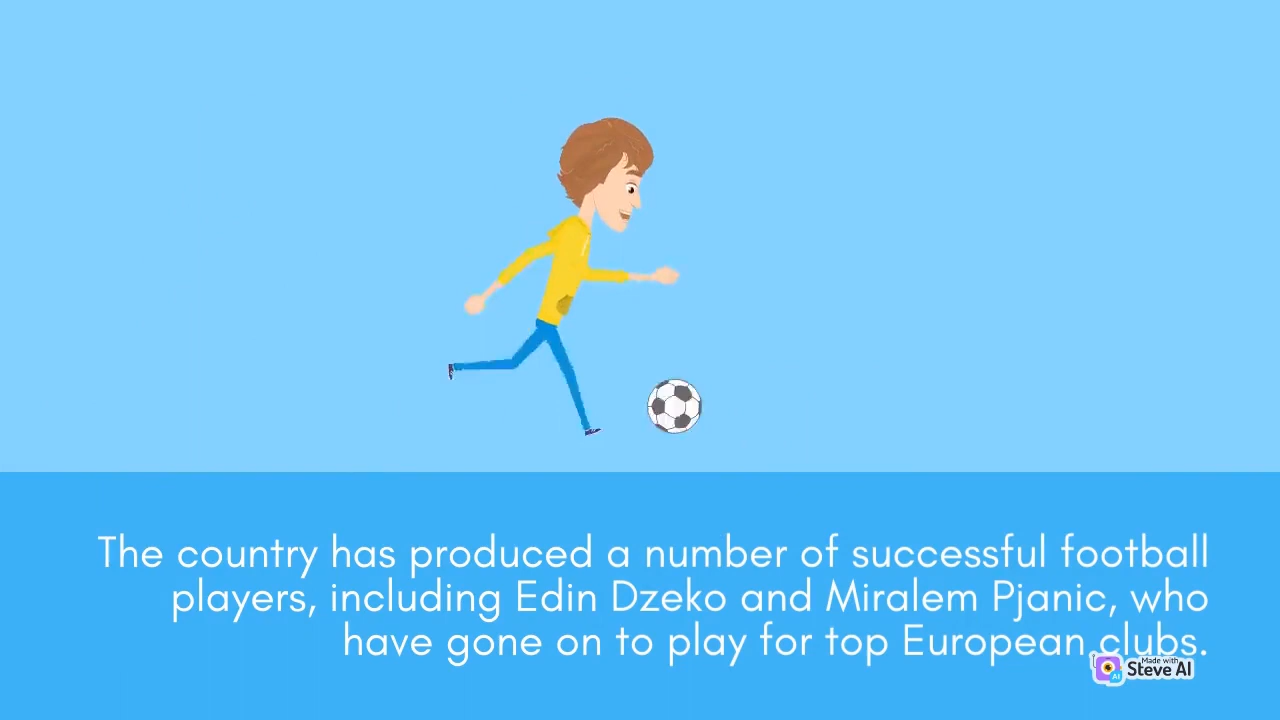 The country has produced a number of successful football
players, including Edin Dzeko and Miralem Pjanic, who
have gone on to play for top European clubs.
Made with
Steve AI
AI